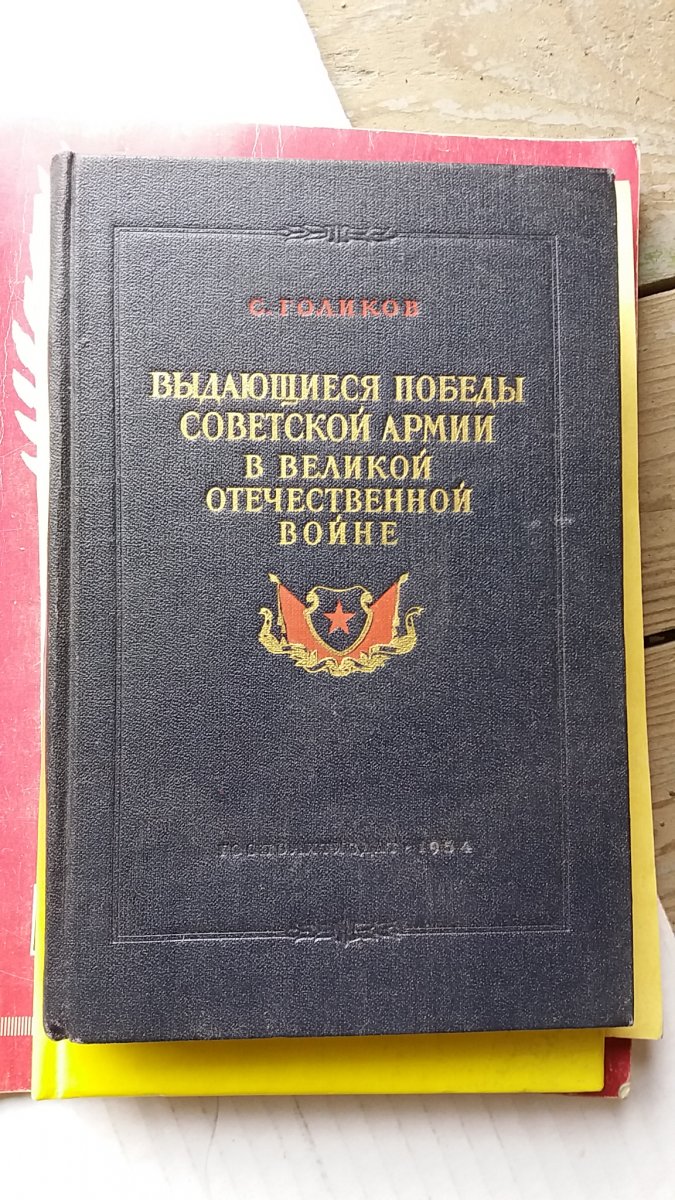 С. ГОЛИКОВ
ВЫДАЮЩИЕСЯ ПОБЕДЫ
СОВЕТСКОЙ АРМИИ
В ВЕЛИКОЙ
ОТЕЧЕСТВЕННОЙ
ВОЙНЕ
ГОСПОЛИТИЗДАТ · 1954